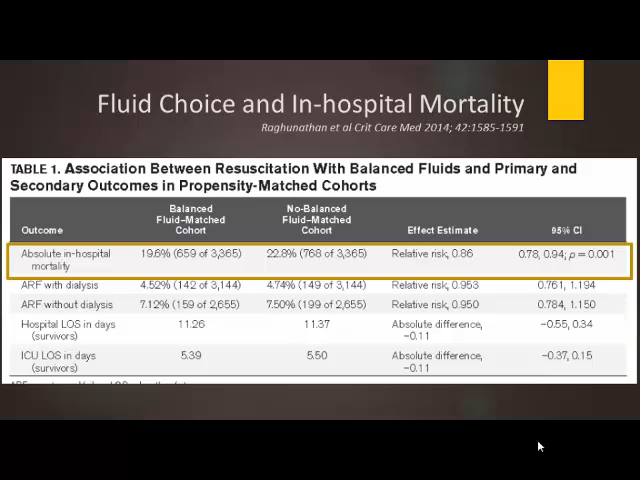 Fluid Choice and In-hospital Mortality
Raghunathan et al Crit Care Med 2014; 42:1585-1591
TABLE 1. Association Between Resuscitation With Balanced Fluids and Primary and
Secondary Outcomes in Propensity-Matched Cohorts
Outcome Balanced Fluid–Matched Cohort No-Balanced Fluid–Matched Cohort Effect Estimate 95% CI
Absolute in-hospital mortality 19.6% (659 of 3,365) 22.8% (768 of 3,365) Relative risk, 0.86 0.78, 0.94; p = 0.001
ARF with dialysis 4.52% (142 of 3,144) 4.74% (149 of 3,144) Relative risk, 0.953 0.761, 1.194
ARF without dialysis 7.12% (159 of 2,655) 7.50% (199 of 2,655) Relative risk, 0.950 0.784, 1.150
Hospital LOS in days (survivors) 11.26 11.37 Absolute difference, −0.11 −0.55, 0.34
ICU LOS in days (survivors) 5.39 5.50 Absolute difference, −0.11 −0.37, 0.15